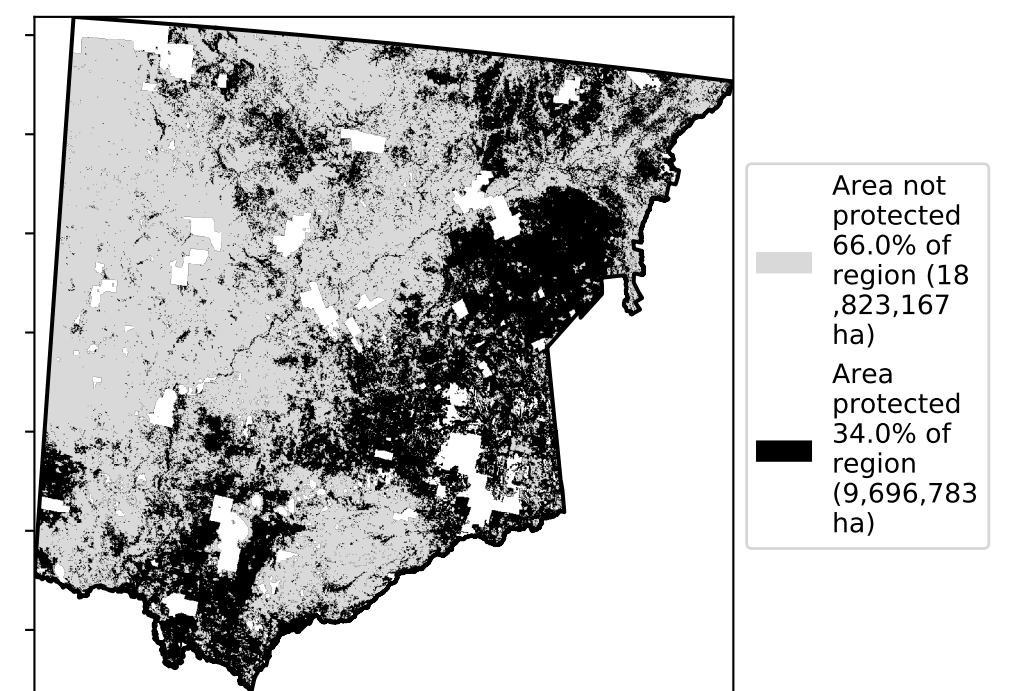 Area not
protected
66.0% of
region (18
,823,167
ha)
Area
protected
34.0% of
region
(9,696,783
ha)